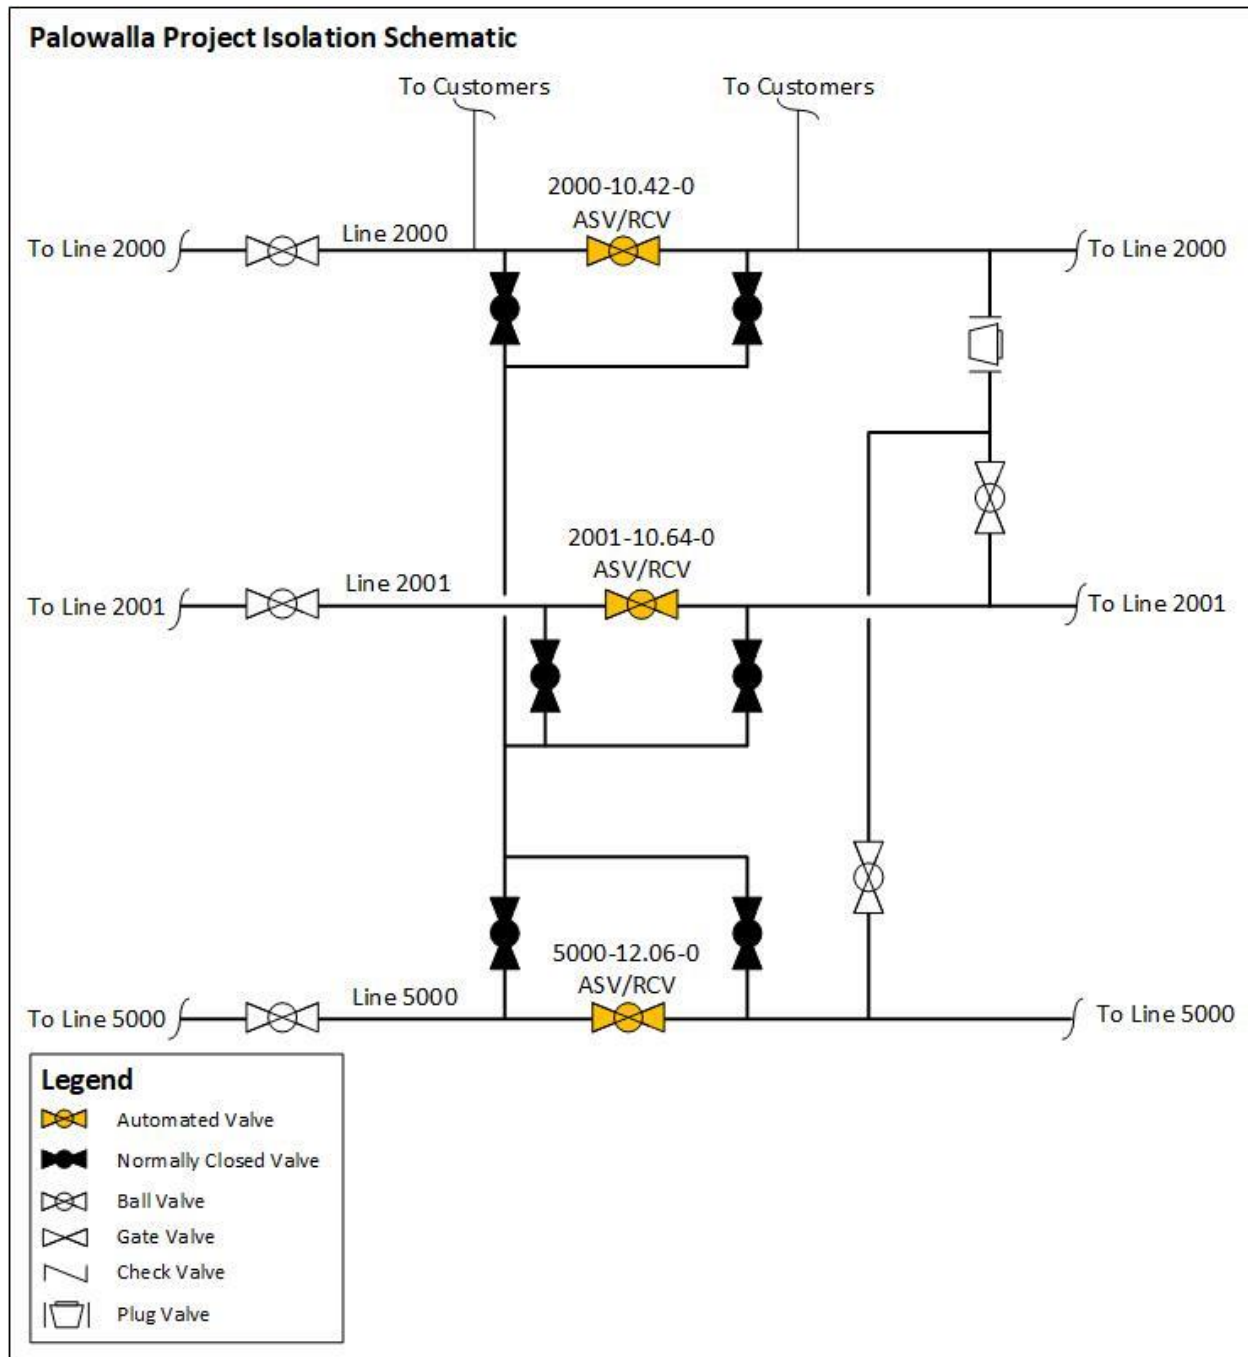 Palowalla Project Isolation Schematic
To Customers
To Customers
2000-10.42-0
ASV/RCV
To Line 2000
Line 2000
To Line 2000
2001-10.64-0
ASV/RCV
To Line 2001
Line 2001
To Line 2001
5000-12.06-0
ASV/RCV
To Line 5000
Line 5000
To Line 5000
Legend
Automated Valve
Normally Closed Valve
Ball Valve
Gate Valve
Check Valve
Plug Valve